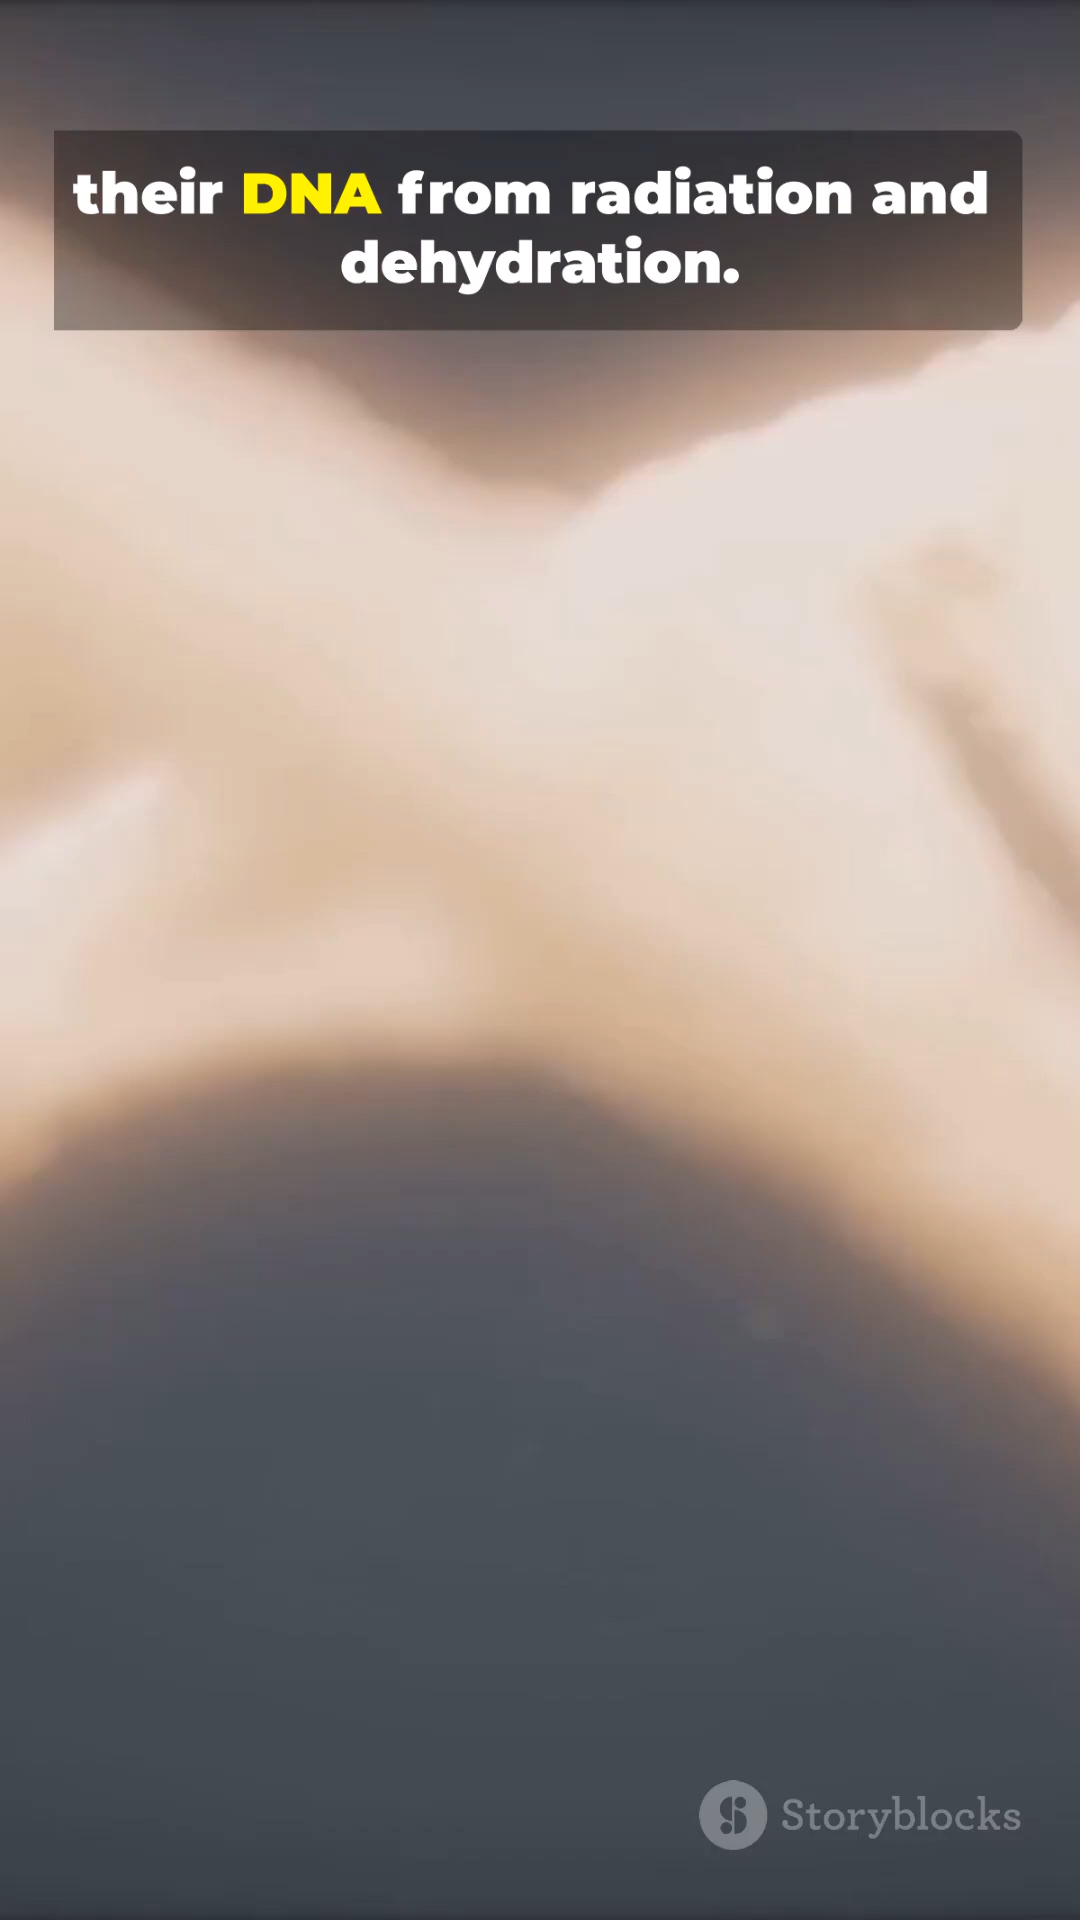 their DNA from radiation and
dehydration.
Storyblocks